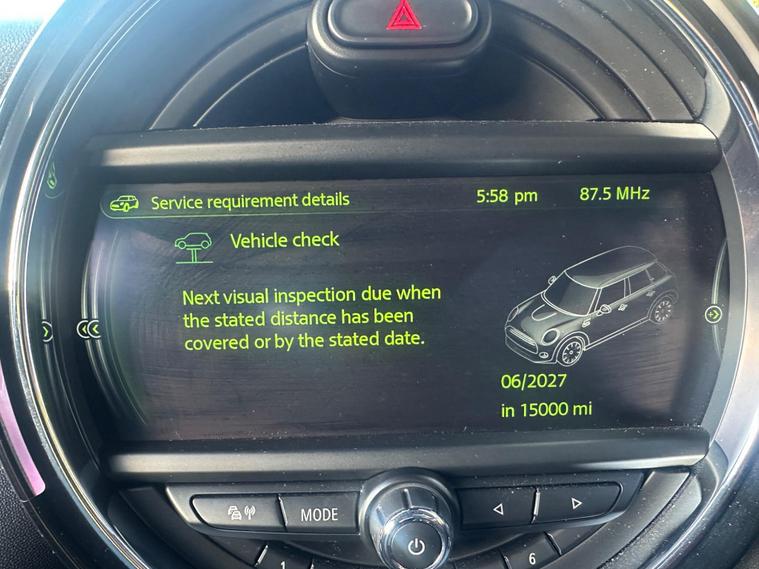 Service requirement details 5:58 pm 87.5 MHz
Vehicle check
Next visual inspection due when
the stated distance has been
covered or by the stated date.
06/2027
in 15000 mi
MODE
1 6